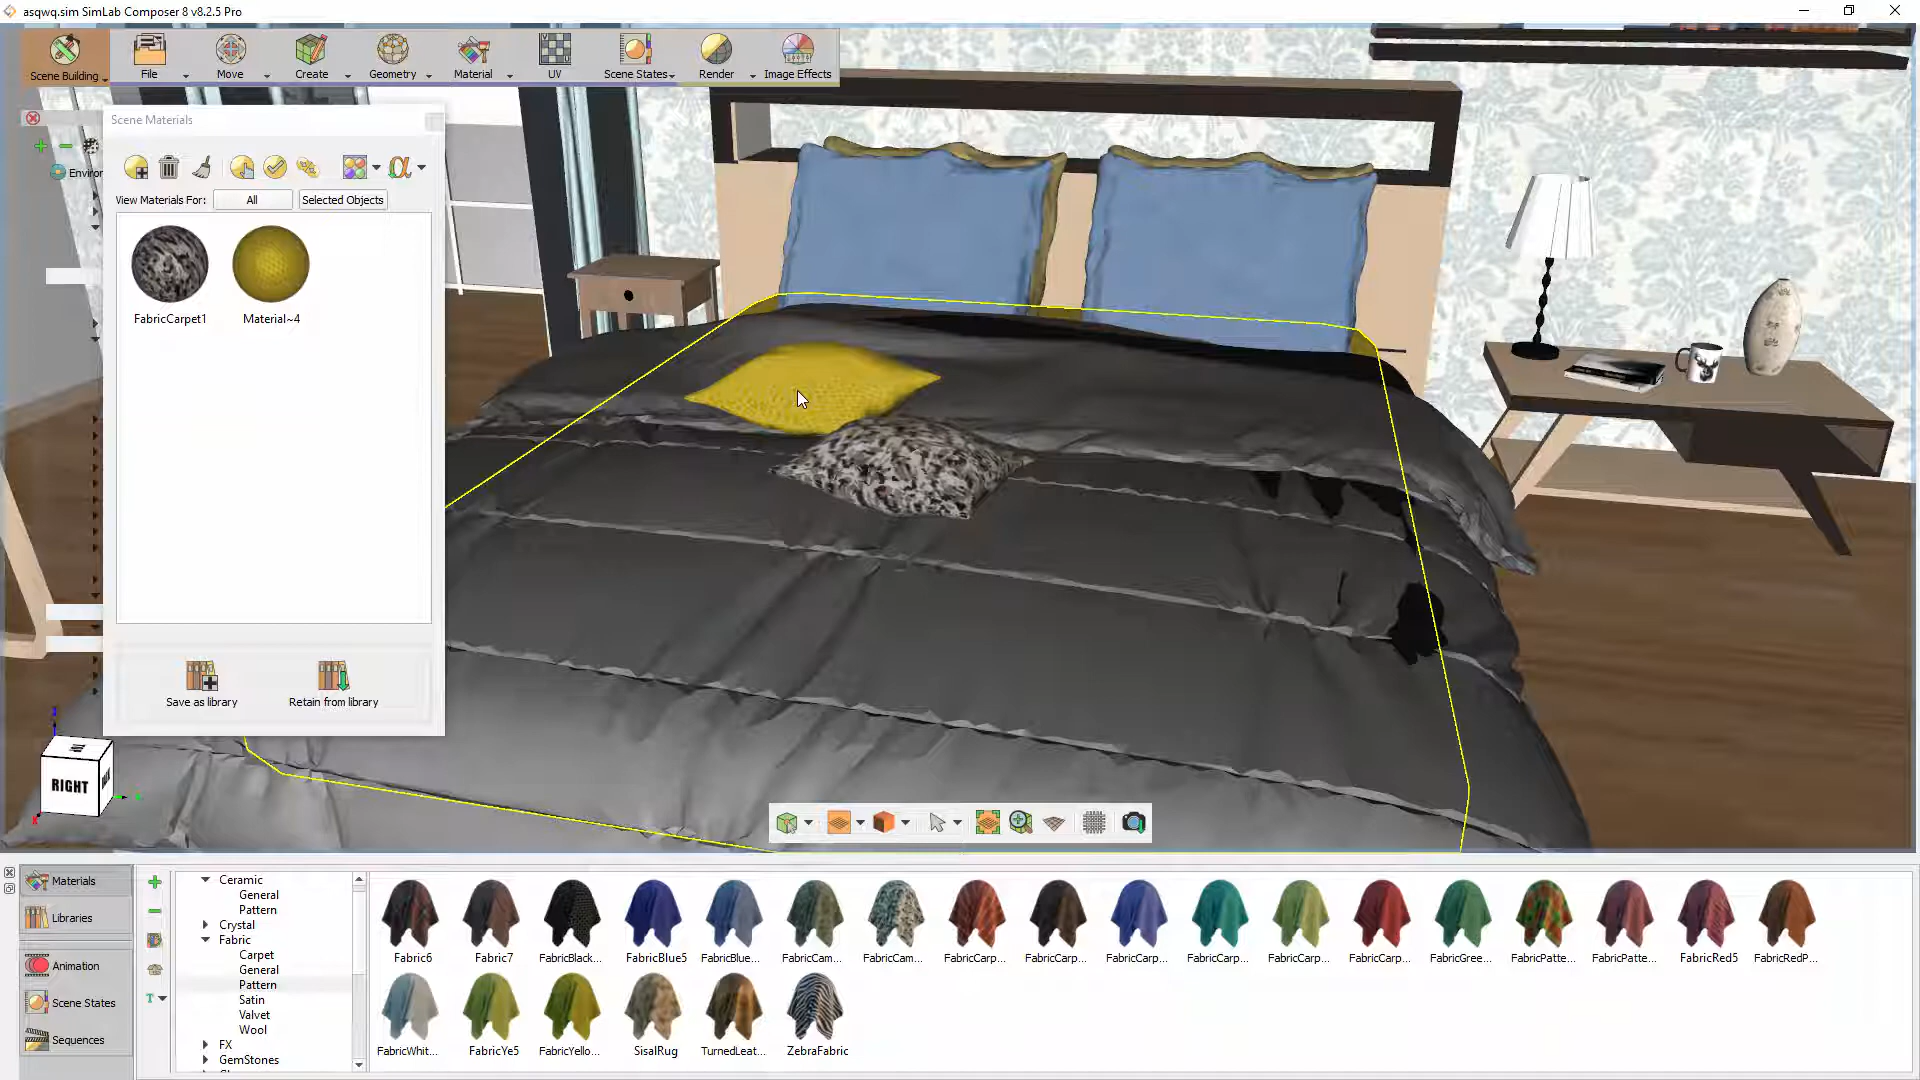 asqwq.sim SimLab Composer 8 v8.2.5 Pro
Scene Building
File
Move
Create
Geometry
Material
UV
Scene States
Render
Image Effects
Scene Materials
Environ
View Materials For:
All
Selected Objects
FabricCarpet1
Material~4
Save as library
Retain from library
RIGHT
Materials
Libraries
Animation
Scene States
Sequences
Ceramic
General
Pattern
Crystal
Fabric
Carpet
General
Pattern
Satin
Valvet
Wool
FX
GemStones
Fabric6
Fabric7
FabricBlack...
FabricBlue5
FabricBlue...
FabricCam...
FabricCam...
FabricCarp...
FabricCarp...
FabricCarp...
FabricCarp...
FabricCarp...
FabricCarp...
FabricGree...
FabricPatte...
FabricPatte...
FabricRed5
FabricRedP...
FabricWhit...
FabricYe5
FabricYello...
SisalRug
TurnedLeat...
ZebraFabric